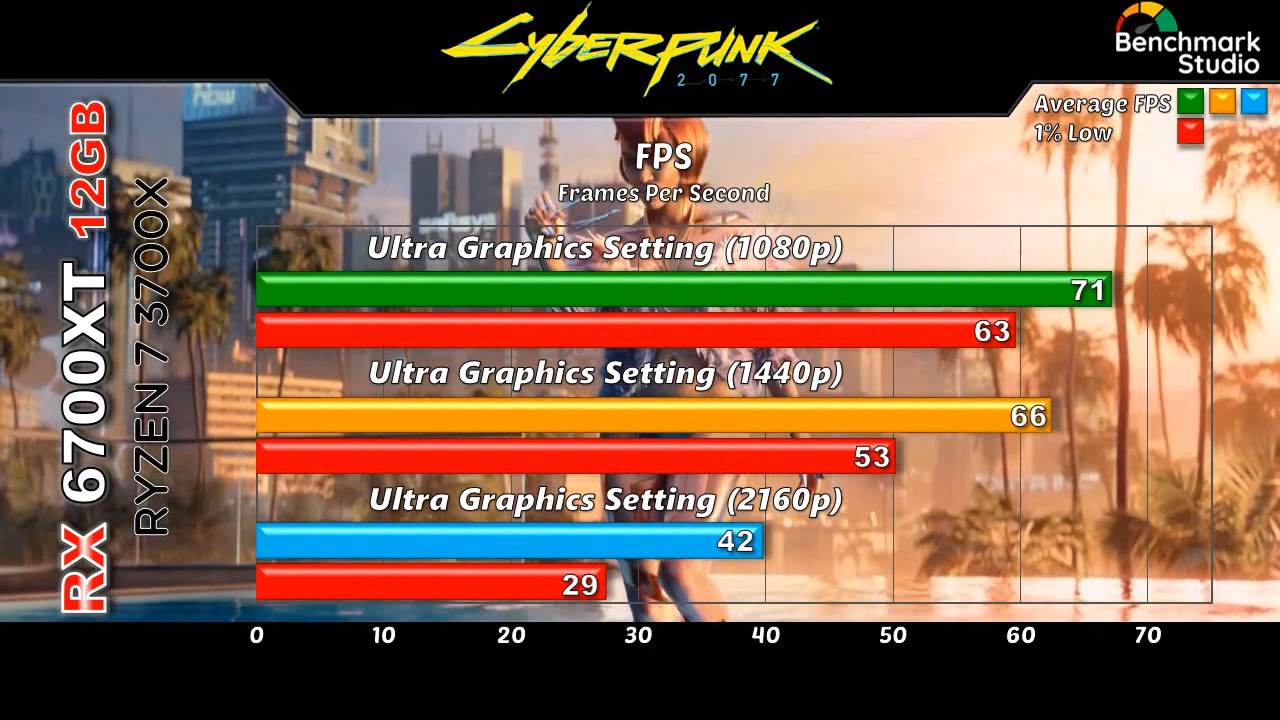 CYBERPUNK
2077
Benchmark
Studio
Average FPS
1% Low
RX 6700XT 12GB
RYZEN 7 3700X
FPS
Frames Per Second
Ultra Graphics Setting (1080p)
71
63
Ultra Graphics Setting (1440p)
66
53
Ultra Graphics Setting (2160p)
42
29
0 10 20 30 40 50 60 70